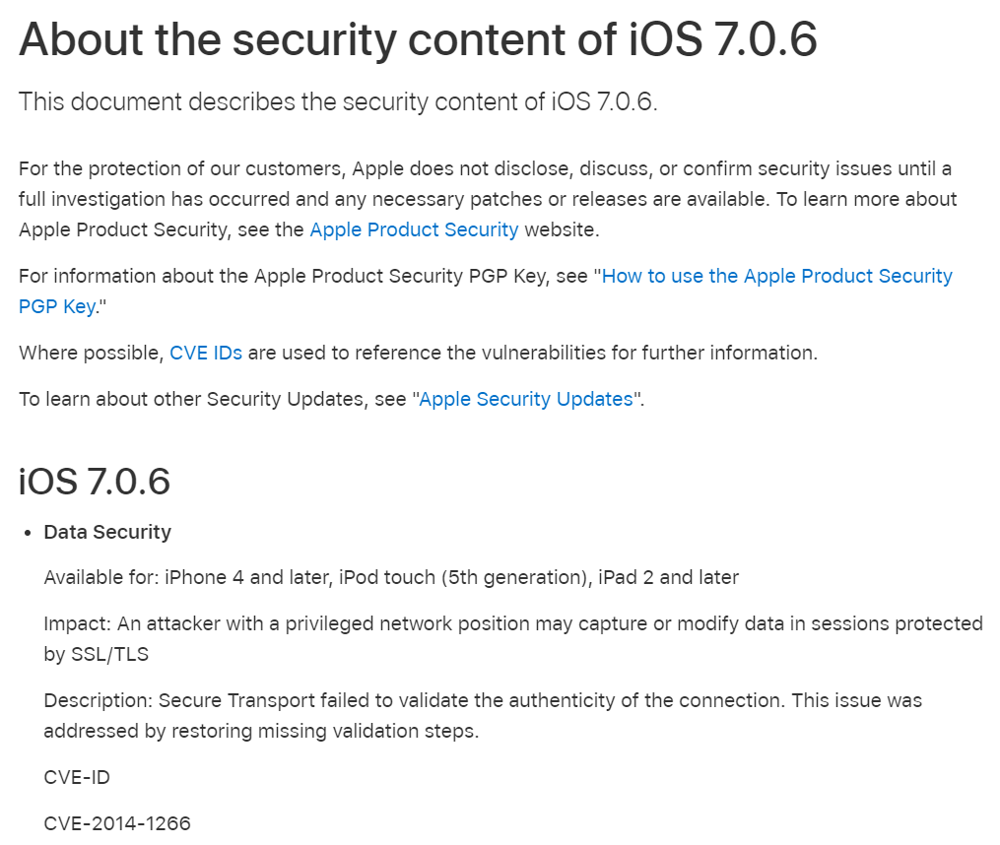 About the security content of iOS 7.0.6
This document describes the security content of iOS 7.0.6.
For the protection of our customers, Apple does not disclose, discuss, or confirm security issues until a
full investigation has occurred and any necessary patches or releases are available. To learn more about
Apple Product Security, see the Apple Product Security website.
For information about the Apple Product Security PGP Key, see "How to use the Apple Product Security
PGP Key."
Where possible, CVE IDs are used to reference the vulnerabilities for further information.
To learn about other Security Updates, see "Apple Security Updates".
iOS 7.0.6
• Data Security
Available for: iPhone 4 and later, iPod touch (5th generation), iPad 2 and later
Impact: An attacker with a privileged network position may capture or modify data in sessions protected
by SSL/TLS
Description: Secure Transport failed to validate the authenticity of the connection. This issue was
addressed by restoring missing validation steps.
CVE-ID
CVE-2014-1266